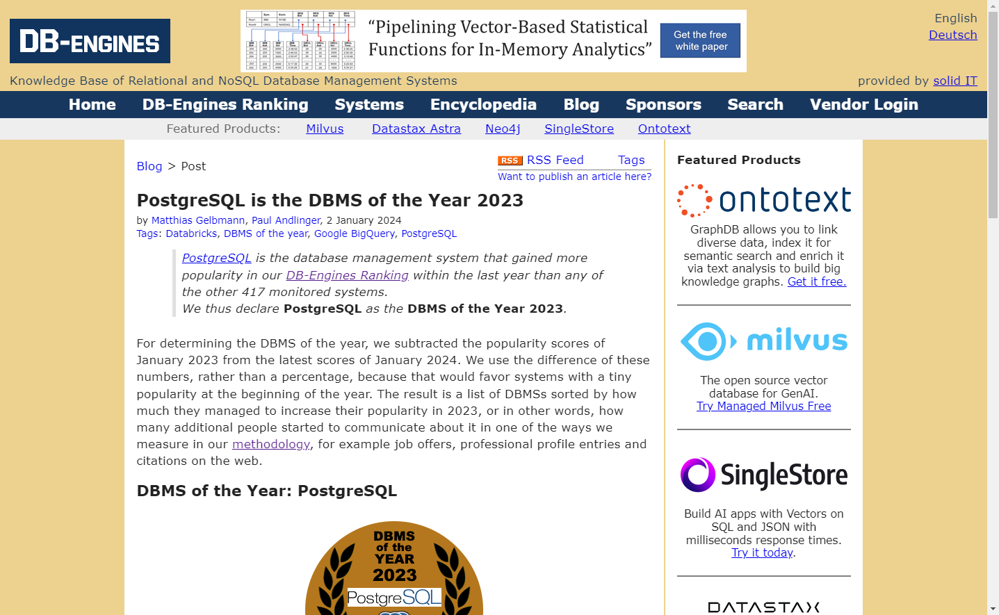 DB-ENGINES
"Pipelining Vector-Based Statistical
Functions for In-Memory Analytics"
Get the free
white paper
English
Deutsch
Knowledge Base of Relational and NoSQL Database Management Systems
provided by solid IT
Home DB-Engines Ranking Systems Encyclopedia Blog Sponsors Search Vendor Login
Featured Products: Milvus Datastax Astra Neo4j SingleStore Ontotext
Blog > Post
RSS RSS Feed Tags
Want to publish an article here?
PostgreSQL is the DBMS of the Year 2023
by Matthias Gelbmann, Paul Andlinger, 2 January 2024
Tags: Databricks, DBMS of the year, Google BigQuery, PostgreSQL
PostgreSQL is the database management system that gained more
popularity in our DB-Engines Ranking within the last year than any of
the other 417 monitored systems.
We thus declare PostgreSQL as the DBMS of the Year 2023.
For determining the DBMS of the year, we subtracted the popularity scores of
January 2023 from the latest scores of January 2024. We use the difference of these
numbers, rather than a percentage, because that would favor systems with a tiny
popularity at the beginning of the year. The result is a list of DBMSs sorted by how
much they managed to increase their popularity in 2023, or in other words, how
many additional people started to communicate about it in one of the ways we
measure in our methodology, for example job offers, professional profile entries and
citations on the web.
DBMS of the Year: PostgreSQL
DBMS
of the
YEAR
2023
PostgreSQL
Featured Products
ontotext
GraphDB allows you to link
diverse data, index it for
semantic search and enrich it
via text analysis to build big
knowledge graphs. Get it free.
milvus
The open source vector
database for GenAI.
Try Managed Milvus Free
SingleStore
Build AI apps with Vectors on
SQL and JSON with
milliseconds response times.
Try it today.
DATASTAX